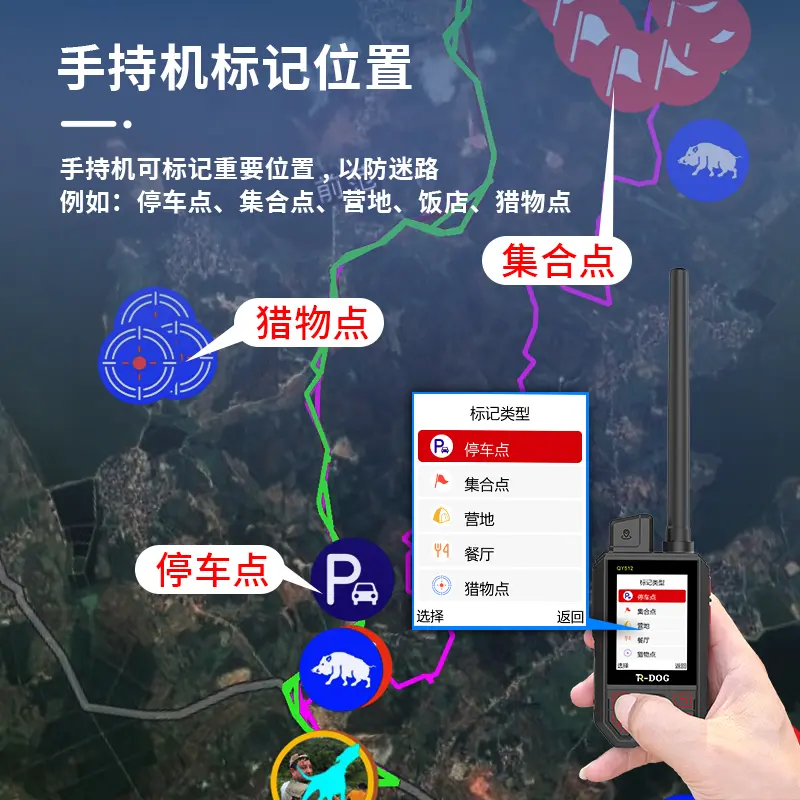 手持机标记位置
手持机可标记重要位置，以防迷路
例如：停车点、集合点、营地、饭店、猎物点
集合点
猎物点
标记类型
P 停车点
集合点
营地
餐厅
猎物点
选择 返回
停车点
P
QY512
标记类型
P 停车点
集合点
营地
餐厅
猎物点
选择 返回
R-DOG